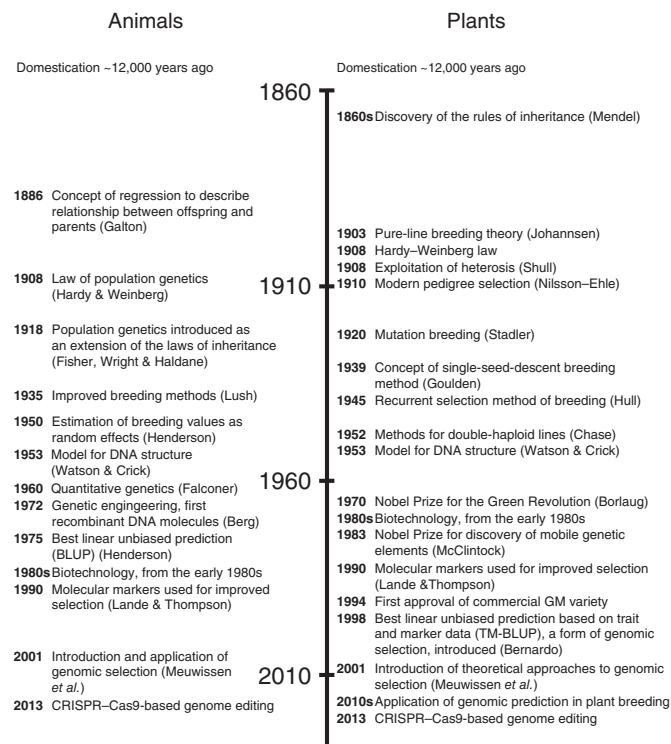 Animals
Domestication ~12,000 years ago
1886 Concept of regression to describe
relationship between offspring and
parents (Galton)
1908 Law of population genetics
(Hardy & Weinberg)
1918 Population genetics introduced as
an extension of the laws of inheritance
(Fisher, Wright & Haldane)
1935 Improved breeding methods (Lush)
1950 Estimation of breeding values as
random effects (Henderson)
1953 Model for DNA structure
(Watson & Crick)
1960 Quantitative genetics (Falconer)
1972 Genetic engingeering, first
recombinant DNA molecules (Berg)
1975 Best linear unbiased prediction
(BLUP) (Henderson)
1980s Biotechnology, from the early 1980s
1990 Molecular markers used for improved
selection (Lande & Thompson)
2001 Introduction and application of
genomic selection (Meuwissen
et al.)
2013 CRISPR–Cas9-based genome editing
1860
1910
1960
2010
Plants
Domestication ~12,000 years ago
1860s Discovery of the rules of inheritance (Mendel)
1903 Pure-line breeding theory (Johannsen)
1908 Hardy–Weinberg law
1908 Exploitation of heterosis (Shull)
1910 Modern pedigree selection (Nilsson–Ehle)
1920 Mutation breeding (Stadler)
1939 Concept of single-seed-descent breeding
method (Goulden)
1945 Recurrent selection method of breeding (Hull)
1952 Methods for double-haploid lines (Chase)
1953 Model for DNA structure (Watson & Crick)
1970 Nobel Prize for the Green Revolution (Borlaug)
1980s Biotechnology, from the early 1980s
1983 Nobel Prize for discovery of mobile genetic
elements (McClintock)
1990 Molecular markers used for improved selection
(Lande &Thompson)
1994 First approval of commercial GM variety
1998 Best linear unbiased prediction based on trait
and marker data (TM-BLUP), a form of genomic
selection, introduced (Bernardo)
2001 Introduction of theoretical approaches to genomic
selection (Meuwissen et al.)
2010s Application of genomic prediction in plant breeding
2013 CRISPR–Cas9-based genome editing